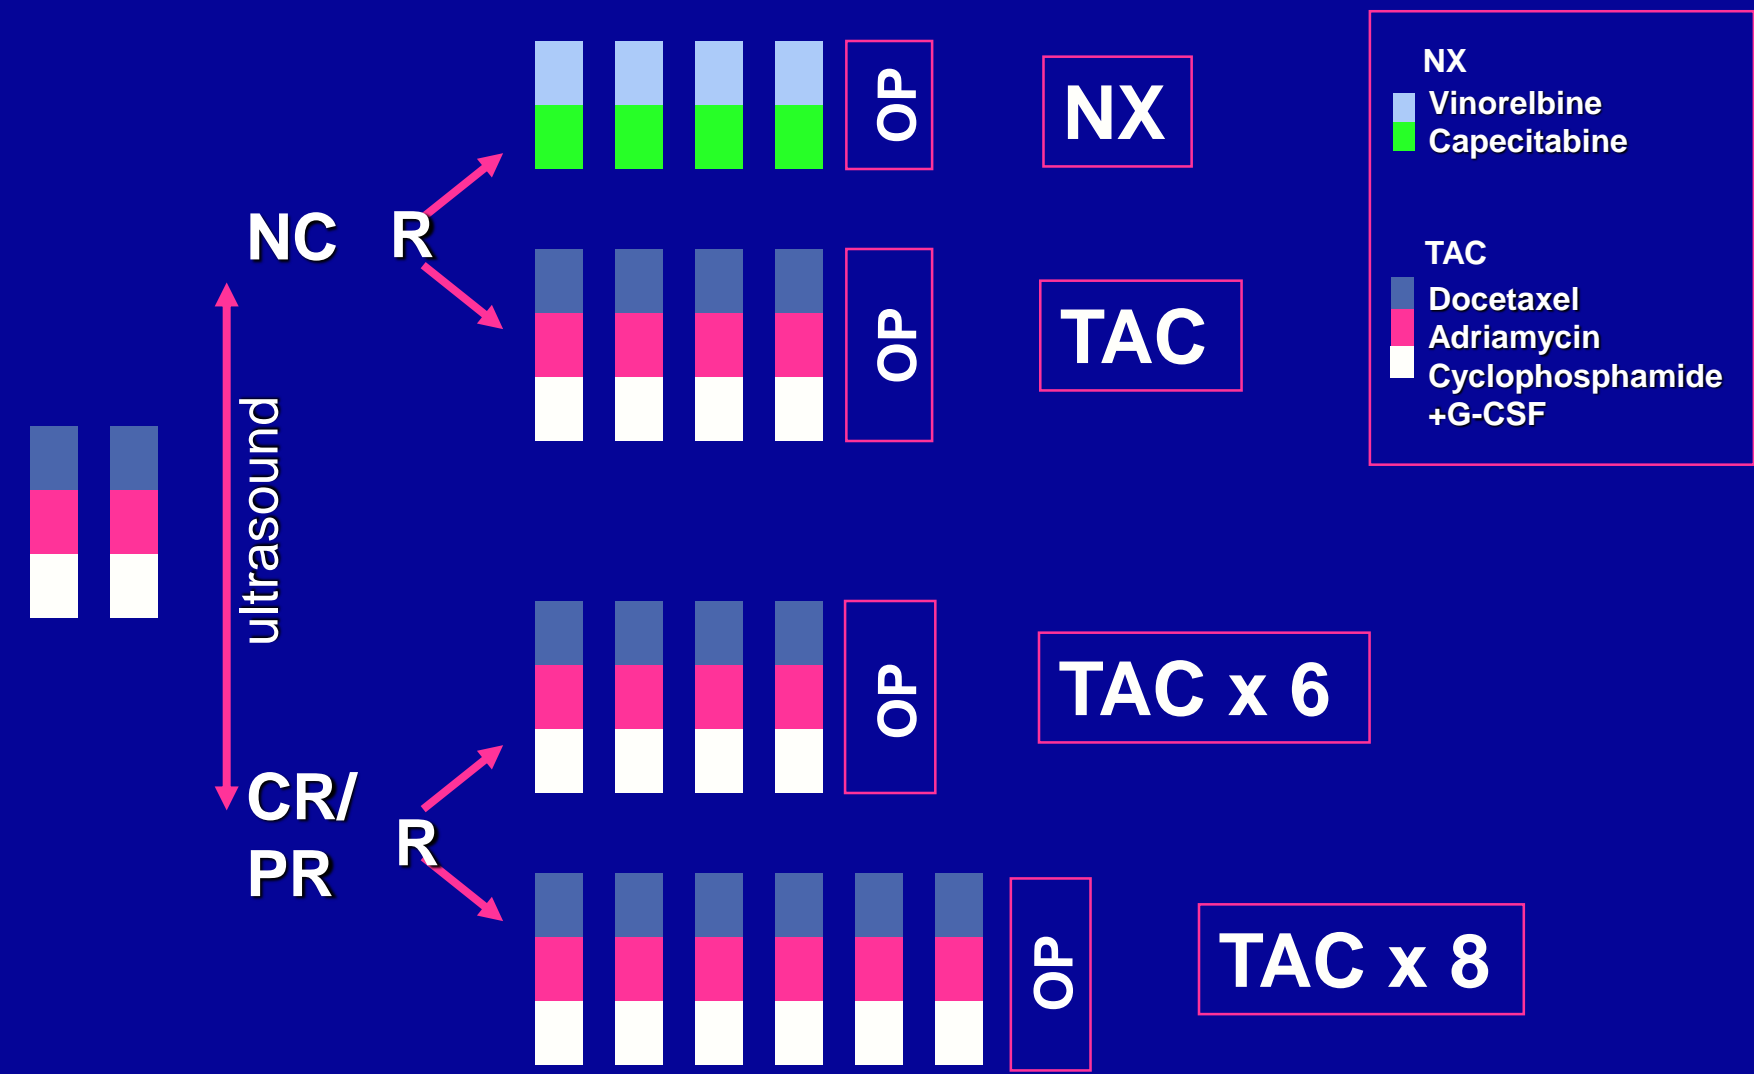 OP
NX
NC
R
OP
TAC
ultrasound
OP
TAC x 6
CR/
PR
R
OP
TAC x 8
NX
Vinorelbine
Capecitabine
TAC
Docetaxel
Adriamycin
Cyclophosphamide
+G-CSF